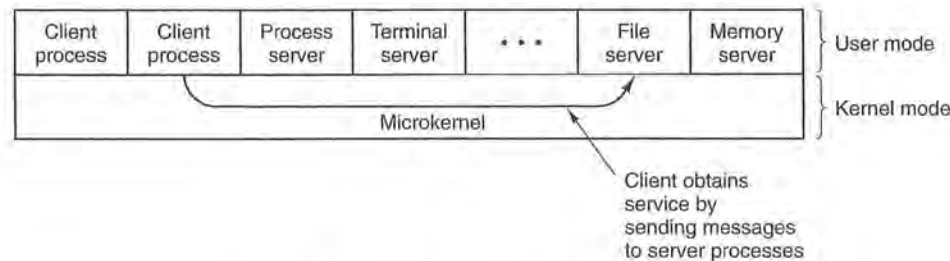 Client process
Client process
Process server
Terminal server
• • •
File server
Memory server
User mode
Microkernel
Kernel mode
Client obtains
service by
sending messages
to server processes